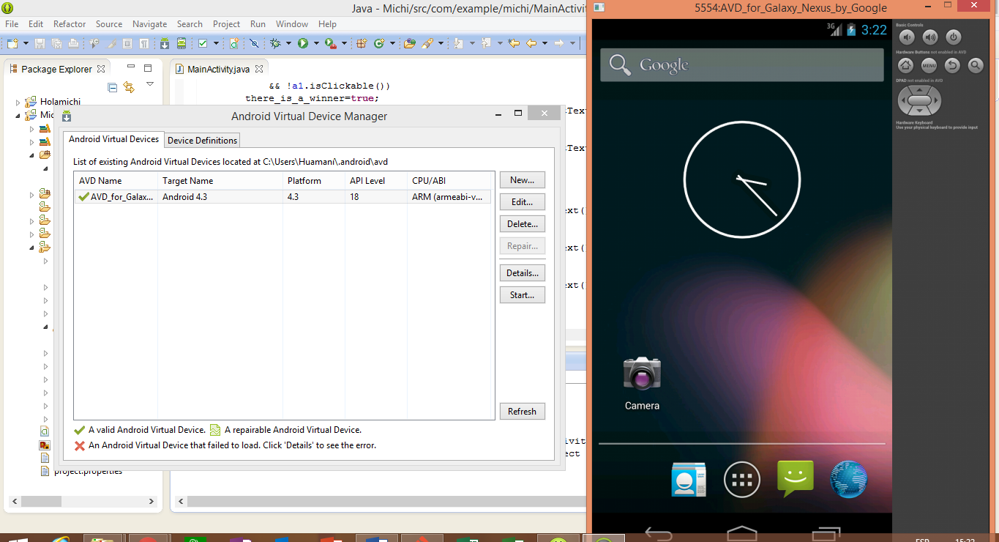 Java - Michi/src/com/example/michi/MainActivit
File Edit Refactor Source Navigate Search Project Run Window Help
Package Explorer
MainActivity.java
Holamichi
Mic
project.properties
&& !a1.isClickable())
there_is_a_winner=true;
Android Virtual Device Manager
Android Virtual Devices Device Definitions
List of existing Android Virtual Devices located at C:\Users\Huamani\.android\avd
AVD Name Target Name Platform API Level CPU/ABI
AVD_for_Galax... Android 4.3 4.3 18 ARM (armeabi-v...
New...
Edit...
Delete...
Repair...
Details...
Start...
Refresh
A valid Android Virtual Device. A repairable Android Virtual Device.
An Android Virtual Device that failed to load. Click 'Details' to see the error.
tText
tText
ext(
ext()
ext()
ivit
ject
5554:AVD_for_Galaxy_Nexus_by_Google
3G 3:22
Google
Camera
Basic Controls
Hardware Buttons not enabled in AVD
MENU
DPAD not enabled in AVD
Hardware Keyboard
Use your physical keyboard to provide input
ESP 15:22